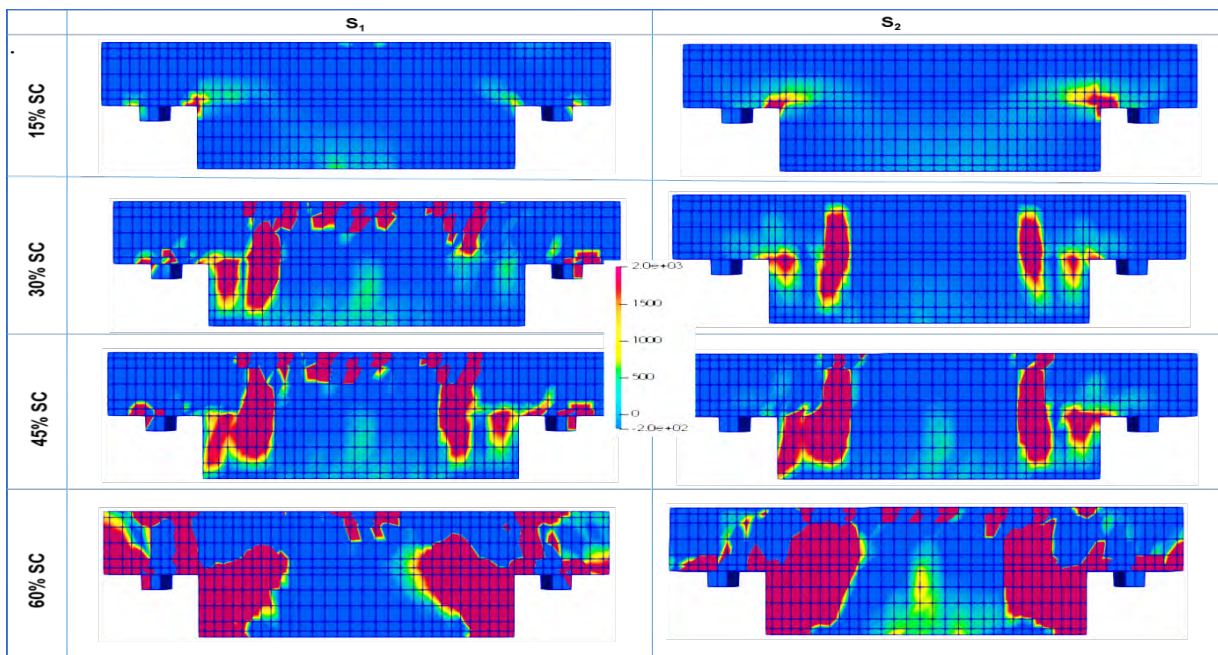 S₁ S₂
15% SC
30% SC
2.0e+03
1500
1000
500
0
-2.0e+02
45% SC
60% SC